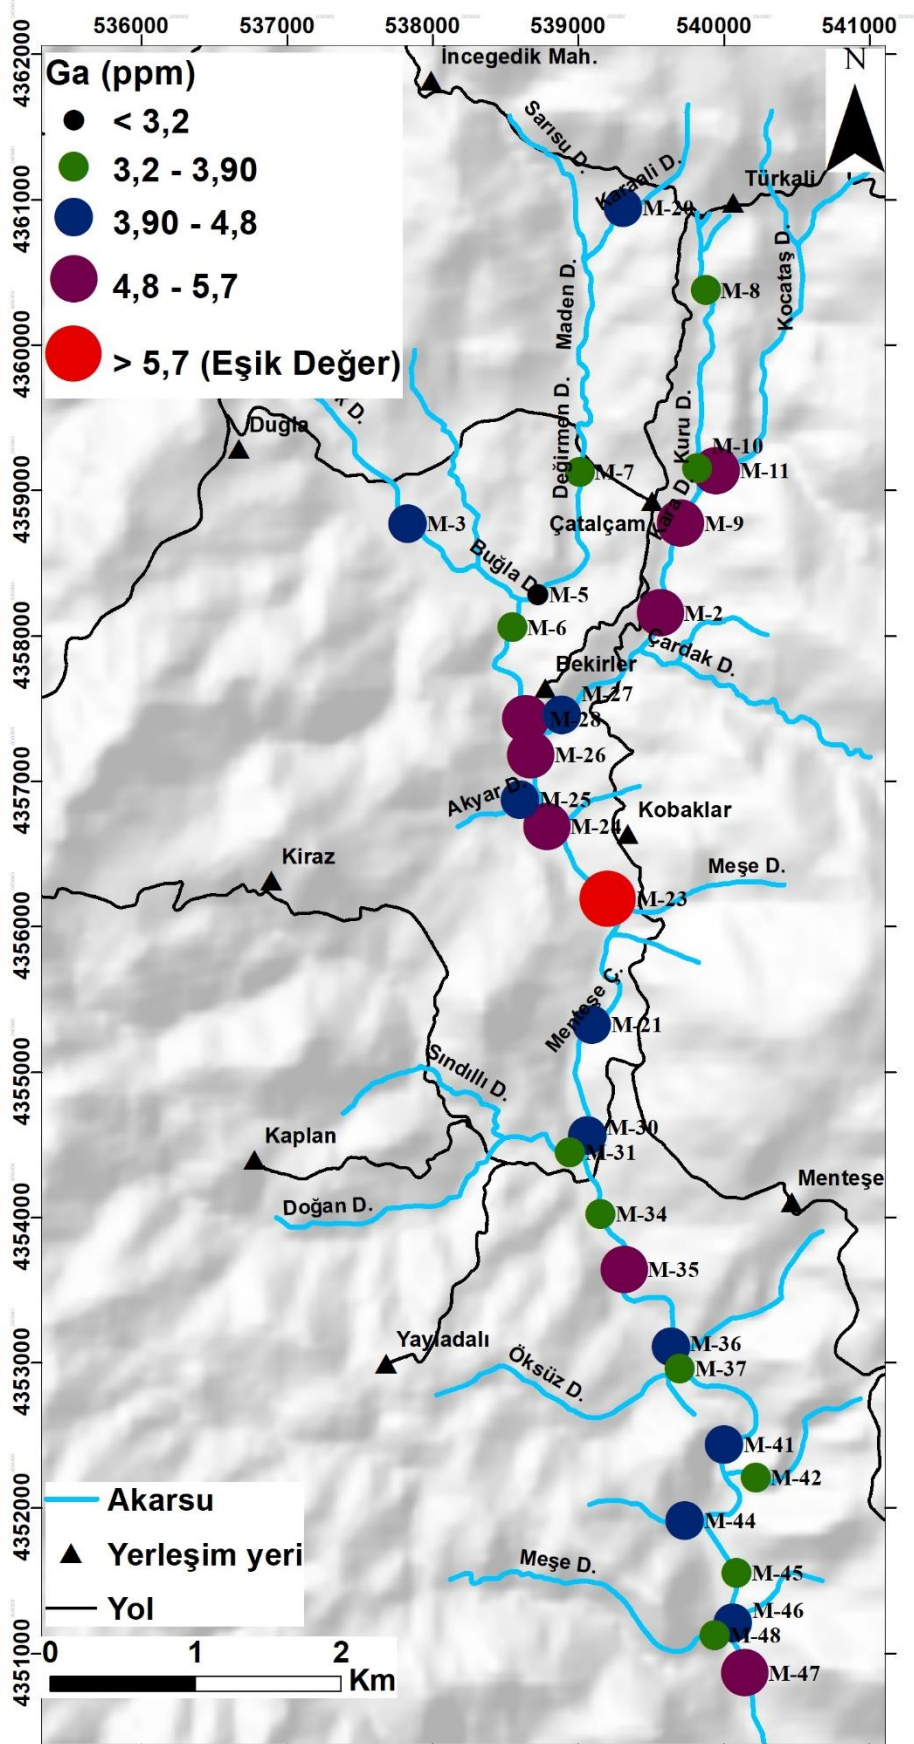 536000 537000 538000 539000 540000 541000
4362000
4361000
4360000
4359000
4358000
4357000
4356000
4355000
4354000
4353000
4352000
4351000
Ga (ppm)
< 3,2
3,2 - 3,90
3,90 - 4,8
4,8 - 5,7
> 5,7 (Eşik Değer)
N
İncegedik Mah.
Sarısu D.
Karaali D.
Türkali
M-29
Maden D.
Kocataş D.
M-8
Değirmen D.
Kuru D.
D.
Duğla
M-10
M-11
M-7
Kara D.
Çatalçam
M-9
M-3
Buğla D.
M-5
M-2
M-6
Çardak D.
Bekirler
M-27
M-28
M-26
Akyar D.
M-25
Kobaklar
M-24
Kiraz
Meşe D.
M-23
Menteşe Ç.
M-21
Sındıllı D.
M-30
Kaplan
M-31
Menteşe
Doğan D.
M-34
M-35
Yayladalı
M-36
Öksüz D.
M-37
M-41
M-42
Akarsu
M-44
Yerleşim yeri
Meşe D.
M-45
Yol
M-46
M-48
0 1 2
Km
M-47